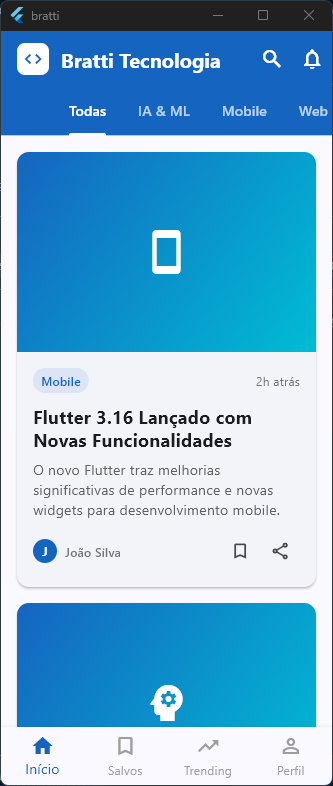 bratti
Bratti Tecnologia
Todas IA & ML Mobile Web
Mobile 2h atrás
Flutter 3.16 Lançado com
Novas Funcionalidades
O novo Flutter traz melhorias
significativas de performance e novas
widgets para desenvolvimento mobile.
J João Silva
Início Salvos Trending Perfil